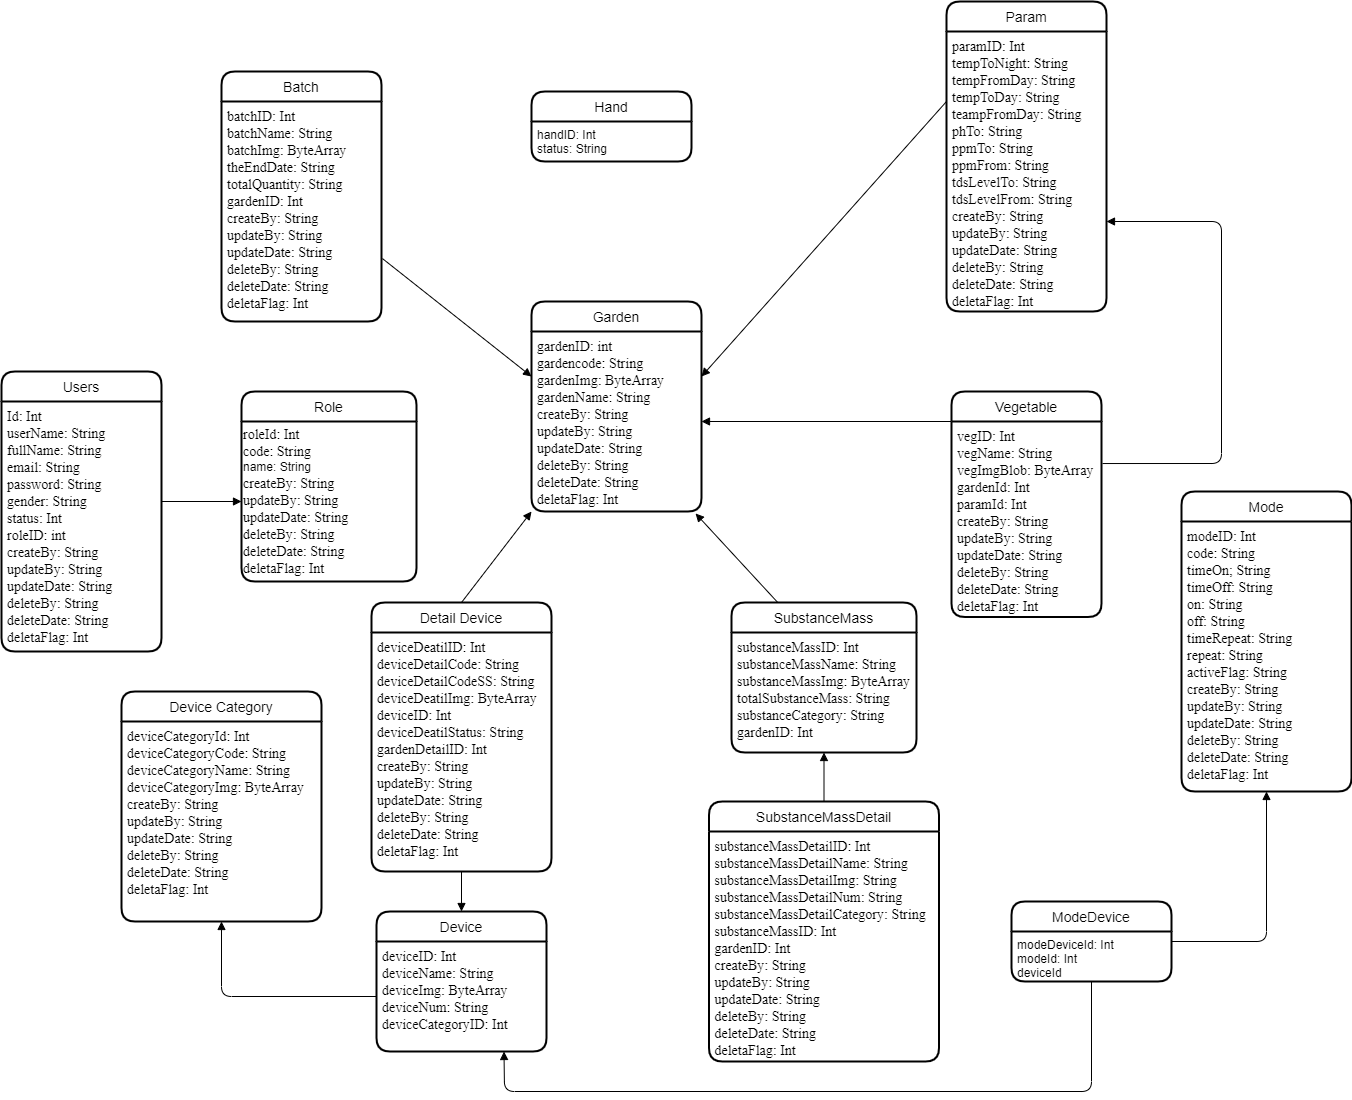 Param
paramID: Int
tempToNight: String
tempFromDay: String
tempToDay: String
teampFromDay: String
phTo: String
ppmTo: String
ppmFrom: String
tdsLevelTo: String
tdsLevelFrom: String
createBy: String
updateBy: String
updateDate: String
deleteBy: String
deleteDate: String
deletaFlag: Int
Batch
batchID: Int
batchName: String
batchImg: ByteArray
theEndDate: String
totalQuantity: String
gardenID: Int
createBy: String
updateBy: String
updateDate: String
deleteBy: String
deleteDate: String
deletaFlag: Int
Hand
handID: Int
status: String
Garden
gardenID: int
gardencode: String
gardenImg: ByteArray
gardenName: String
createBy: String
updateBy: String
updateDate: String
deleteBy: String
deleteDate: String
deletaFlag: Int
Users
Id: Int
userName: String
fullName: String
email: String
password: String
gender: String
status: Int
roleID: int
createBy: String
updateBy: String
updateDate: String
deleteBy: String
deleteDate: String
deletaFlag: Int
Role
roleId: Int
code: String
name: String
createBy: String
updateBy: String
updateDate: String
deleteBy: String
deleteDate: String
deletaFlag: Int
Vegetable
vegID: Int
vegName: String
vegImgBlob: ByteArray
gardenId: Int
paramId: Int
createBy: String
updateBy: String
updateDate: String
deleteBy: String
deleteDate: String
deletaFlag: Int
Mode
modeID: Int
code: String
timeOn; String
timeOff: String
on: String
off: String
timeRepeat: String
repeat: String
activeFlag: String
createBy: String
updateBy: String
updateDate: String
deleteBy: String
deleteDate: String
deletaFlag: Int
Detail Device
deviceDeatilID: Int
deviceDetailCode: String
deviceDetailCodeSS: String
deviceDeatilImg: ByteArray
deviceID: Int
deviceDeatilStatus: String
gardenDetailID: Int
createBy: String
updateBy: String
updateDate: String
deleteBy: String
deleteDate: String
deletaFlag: Int
SubstanceMass
substanceMassID: Int
substanceMassName: String
substanceMassImg: ByteArray
totalSubstanceMass: String
substanceCategory: String
gardenID: Int
Device Category
deviceCategoryId: Int
deviceCategoryCode: String
deviceCategoryName: String
deviceCategoryImg: ByteArray
createBy: String
updateBy: String
updateDate: String
deleteBy: String
deleteDate: String
deletaFlag: Int
SubstanceMassDetail
substanceMassDetailID: Int
substanceMassDetailName: String
substanceMassDetailImg: String
substanceMassDetailNum: String
substanceMassDetailCategory: String
substanceMassID: Int
gardenID: Int
createBy: String
updateBy: String
updateDate: String
deleteBy: String
deleteDate: String
deletaFlag: Int
Device
deviceID: Int
deviceName: String
deviceImg: ByteArray
deviceNum: String
deviceCategoryID: Int
ModeDevice
modeDeviceId: Int
modeId: Int
deviceId